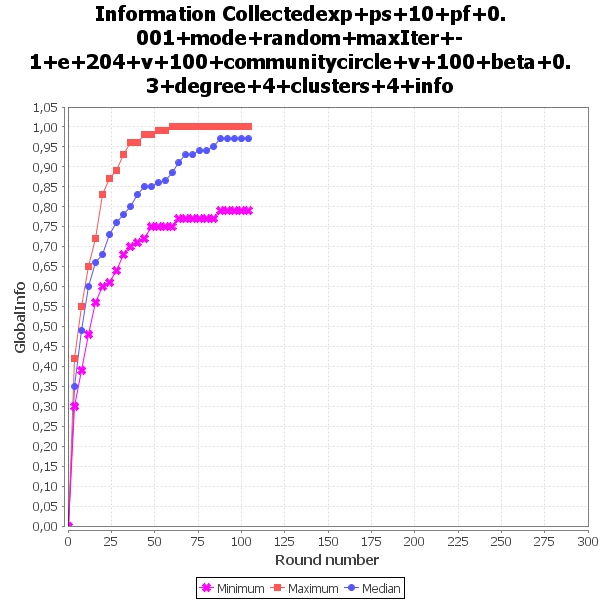 Information Collectedexp+ps+10+pf+0.
001+mode+random+maxIter+-
1+e+204+v+100+communitycircle+v+100+beta+0.
3+degree+4+clusters+4+info
1,05
1,00
0,95
0,90
0,85
0,80
0,75
0,70
0,65
0,60
0,55
0,50
0,45
0,40
0,35
0,30
0,25
0,20
0,15
0,10
0,05
0,00
GlobalInfo
0 25 50 75 100 125 150 175 200 225 250 275 300
Round number
Minimum Maximum Median